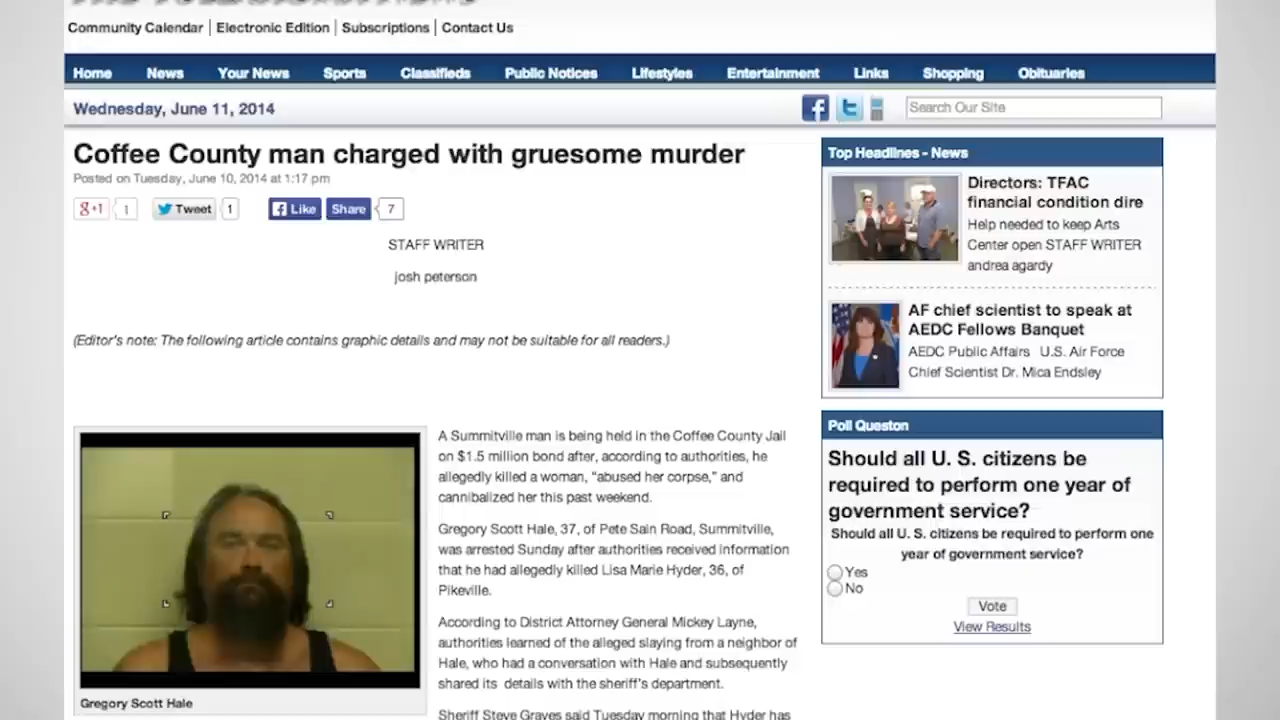 Community Calendar | Electronic Edition | Subscriptions | Contact Us
Home News Your News Sports Classifieds Public Notices Lifestyles Entertainment Links Shopping Obituaries
Wednesday, June 11, 2014
Search Our Site
Coffee County man charged with gruesome murder
Posted on Tuesday, June 10, 2014 at 1:17 pm
g+1 1 Tweet 1 Like Share 7
STAFF WRITER
josh peterson
(Editor's note: The following article contains graphic details and may not be suitable for all readers.)
A Summitville man is being held in the Coffee County Jail
on $1.5 million bond after, according to authorities, he
allegedly killed a woman, “abused her corpse,” and
cannibalized her this past weekend.
Gregory Scott Hale, 37, of Pete Sain Road, Summitville,
was arrested Sunday after authorities received information
that he had allegedly killed Lisa Marie Hyder, 36, of
Pikeville.
According to District Attorney General Mickey Layne,
authorities learned of the alleged slaying from a neighbor of
Hale, who had a conversation with Hale and subsequently
shared its details with the sheriff's department.
Sheriff Steve Graves said Tuesday morning that Hyder has
Gregory Scott Hale
Top Headlines - News
Directors: TFAC
financial condition dire
Help needed to keep Arts
Center open STAFF WRITER
andrea agardy
AF chief scientist to speak at
AEDC Fellows Banquet
AEDC Public Affairs U.S. Air Force
Chief Scientist Dr. Mica Endsley
Poll Queston
Should all U. S. citizens be
required to perform one year of
government service?
Should all U. S. citizens be required to perform one
year of government service?
Yes
No
Vote
View Results